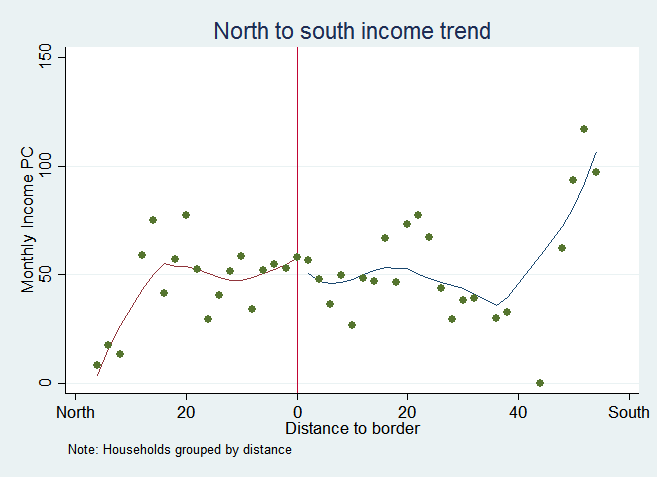 North to south income trend
150
100
50
0
Monthly Income PC
North 20 0 20 40 South
Distance to border
Note: Households grouped by distance